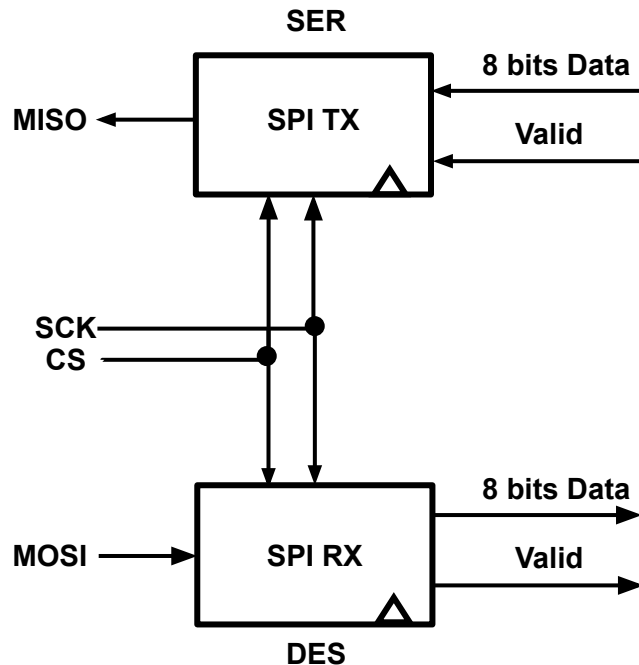 SER
8 bits Data
MISO
SPI TX
Valid
SCK
CS
8 bits Data
MOSI
SPI RX
Valid
DES